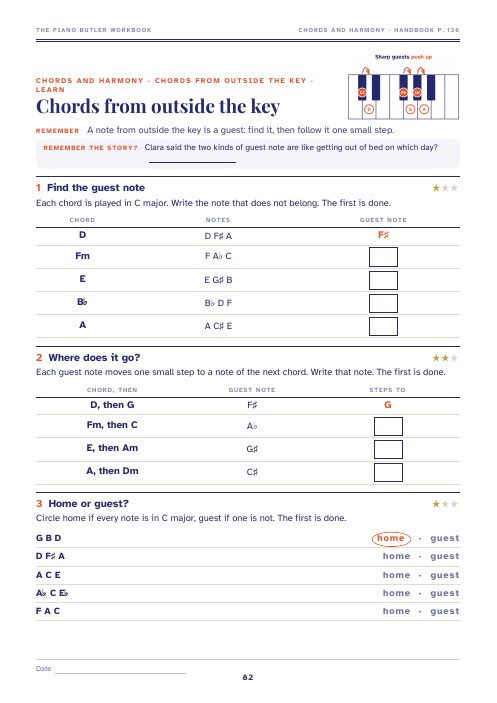 THE PIANO BUTLER WORKBOOK
CHORDS AND HARMONY · HANDBOOK P. 136
Sharp guests push up
CHORDS AND HARMONY · CHORDS FROM OUTSIDE THE KEY ·
LEARN
Chords from outside the key
REMEMBER A note from outside the key is a guest: find it, then follow it one small step.
REMEMBER THE STORY? Clara said the two kinds of guest note are like getting out of bed on which day?
1 Find the guest note
Each chord is played in C major. Write the note that does not belong. The first is done.
CHORD NOTES GUEST NOTE
D D F♯ A F♯
Fm F A♭ C
E E G♯ B
B♭ B♭ D F
A A C♯ E
2 Where does it go?
Each guest note moves one small step to a note of the next chord. Write that note. The first is done.
CHORD, THEN GUEST NOTE STEPS TO
D, then G F♯ G
Fm, then C A♭
E, then Am G♯
A, then Dm C♯
3 Home or guest?
Circle home if every note is in C major, guest if one is not. The first is done.
G B D home · guest
D F♯ A home · guest
A C E home · guest
A♭ C E♭ home · guest
F A C home · guest
Date
82